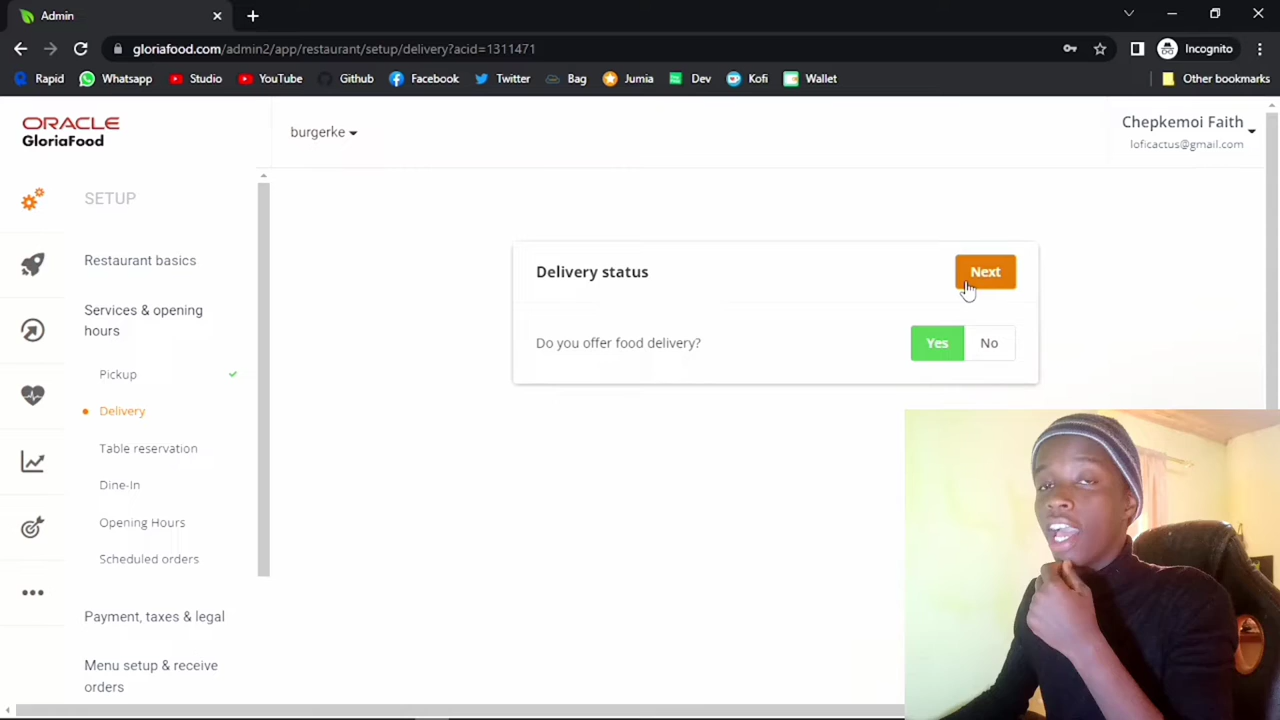 Admin
gloriafood.com/admin2/app/restaurant/setup/delivery?acid=1311471
Incognito
Rapid
Whatsapp
Studio
YouTube
Github
Facebook
Twitter
Bag
Jumia
Dev
Kofi
Wallet
Other bookmarks
ORACLE
GloriaFood
burgerke
Chepkemoi Faith
loficactus@gmail.com
SETUP
Restaurant basics
Services & opening
hours
Pickup
Delivery
Table reservation
Dine-In
Opening Hours
Scheduled orders
Payment, taxes & legal
Menu setup & receive
orders
Delivery status
Next
Do you offer food delivery?
Yes
No